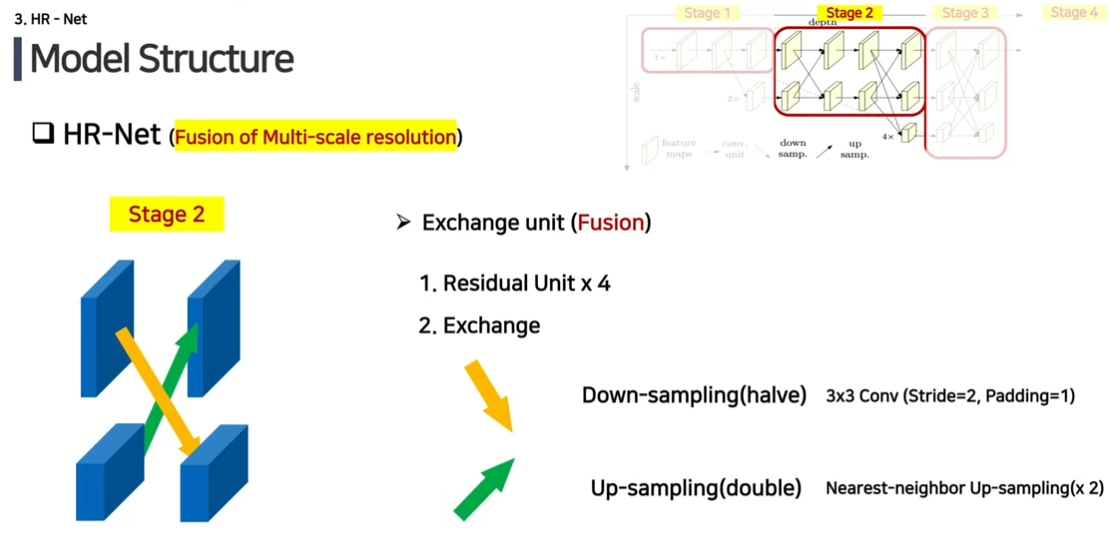 3. HR - Net
Model Structure
HR-Net (Fusion of Multi-scale resolution)
Stage 1
Stage 2
Stage 3
Stage 4
depth
scale
1×
2×
4×
feature
maps
conv.
unit
down
samp.
up
samp.
Stage 2
Exchange unit (Fusion)
1. Residual Unit x 4
2. Exchange
Down-sampling(halve) 3x3 Conv (Stride=2, Padding=1)
Up-sampling(double) Nearest-neighbor Up-sampling(x 2)